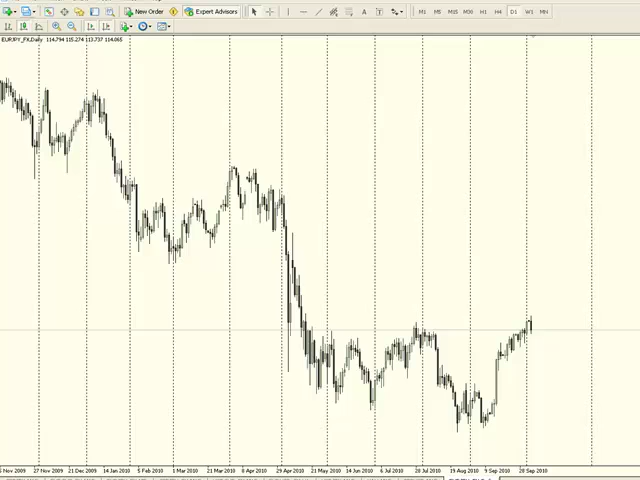 New Order Expert Advisors A T
M1 M5 M15 M30 H1 H4 D1 W1 MN
EURJPY_FX,Daily 114.794 115.274 113.737 114.065
5 Nov 2009 27 Nov 2009 21 Dec 2009 14 Jan 2010 5 Feb 2010 1 Mar 2010 21 Mar 2010 8 Apr 2010 29 Apr 2010 21 May 2010 14 Jun 2010 6 Jul 2010 28 Jul 2010 19 Aug 2010 9 Sep 2010 28 Sep 2010